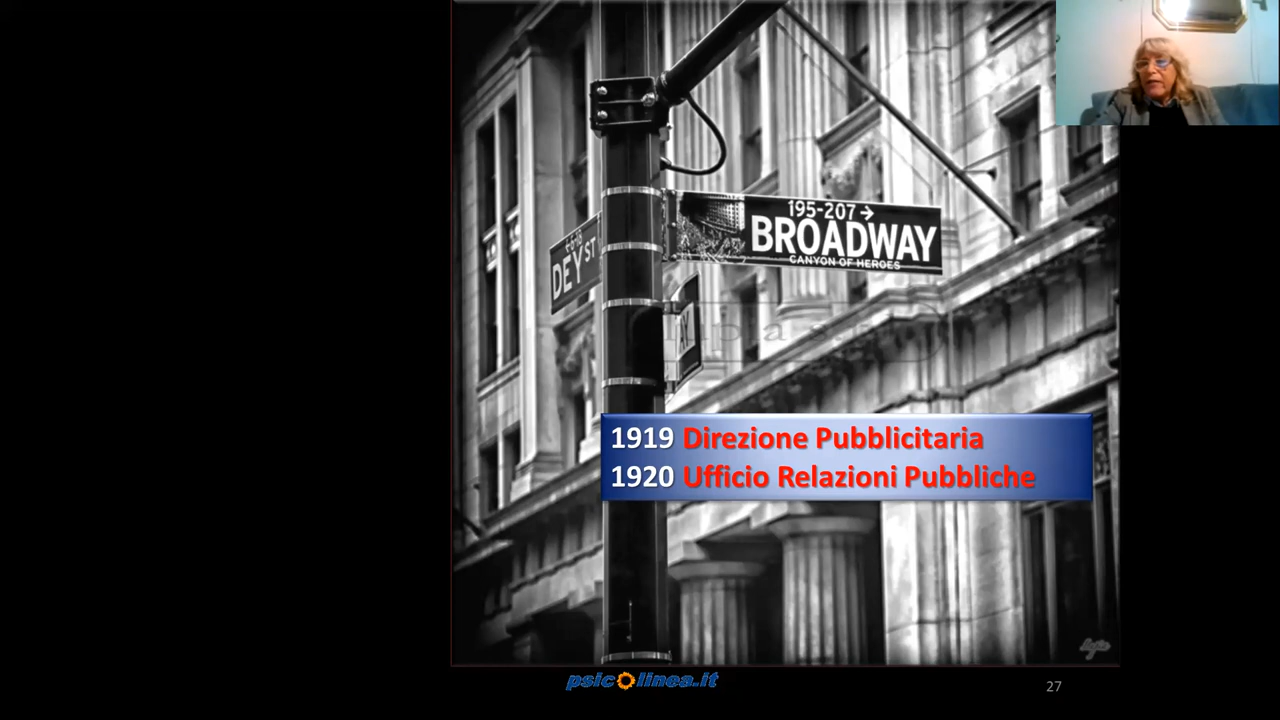 195-207 →
BROADWAY
CANYON OF HEROES
DEY ST
1919 Direzione Pubblicitaria
1920 Ufficio Relazioni Pubbliche
psicolinea.it
27